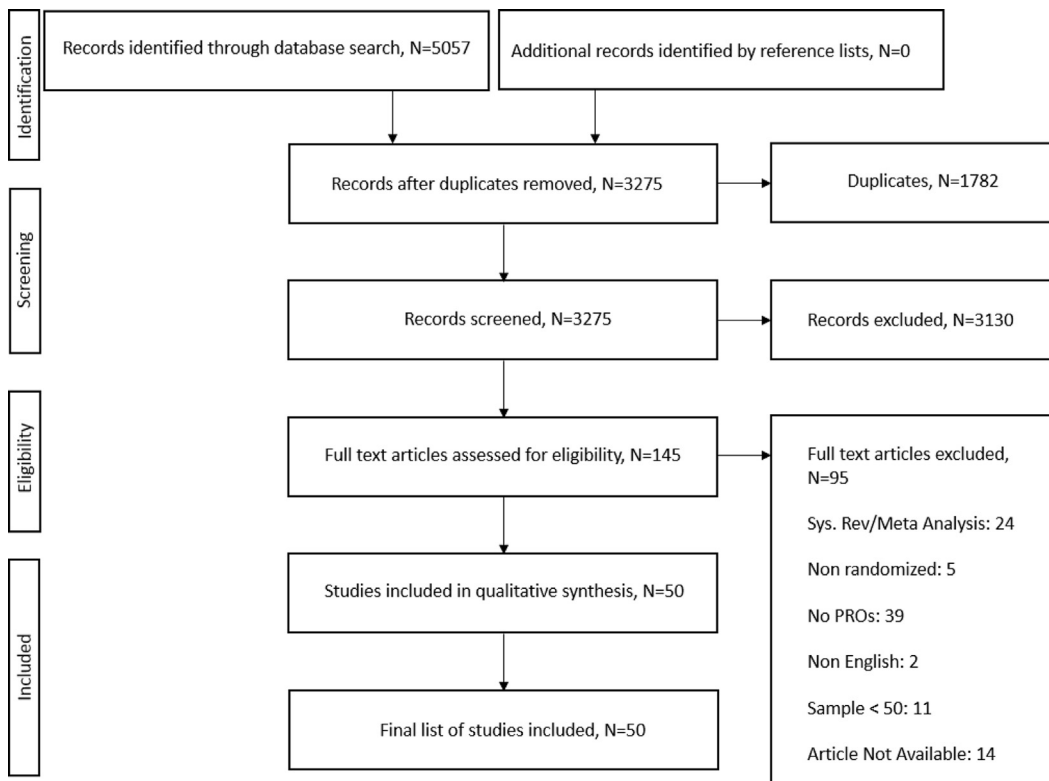 Identification
Records identified through database search, N=5057
Additional records identified by reference lists, N=0
Records after duplicates removed, N=3275
Duplicates, N=1782
Screening
Records screened, N=3275
Records excluded, N=3130
Eligibility
Full text articles assessed for eligibility, N=145
Full text articles excluded,
N=95
Sys. Rev/Meta Analysis: 24
Non randomized: 5
No PROs: 39
Non English: 2
Sample < 50: 11
Article Not Available: 14
Included
Studies included in qualitative synthesis, N=50
Final list of studies included, N=50